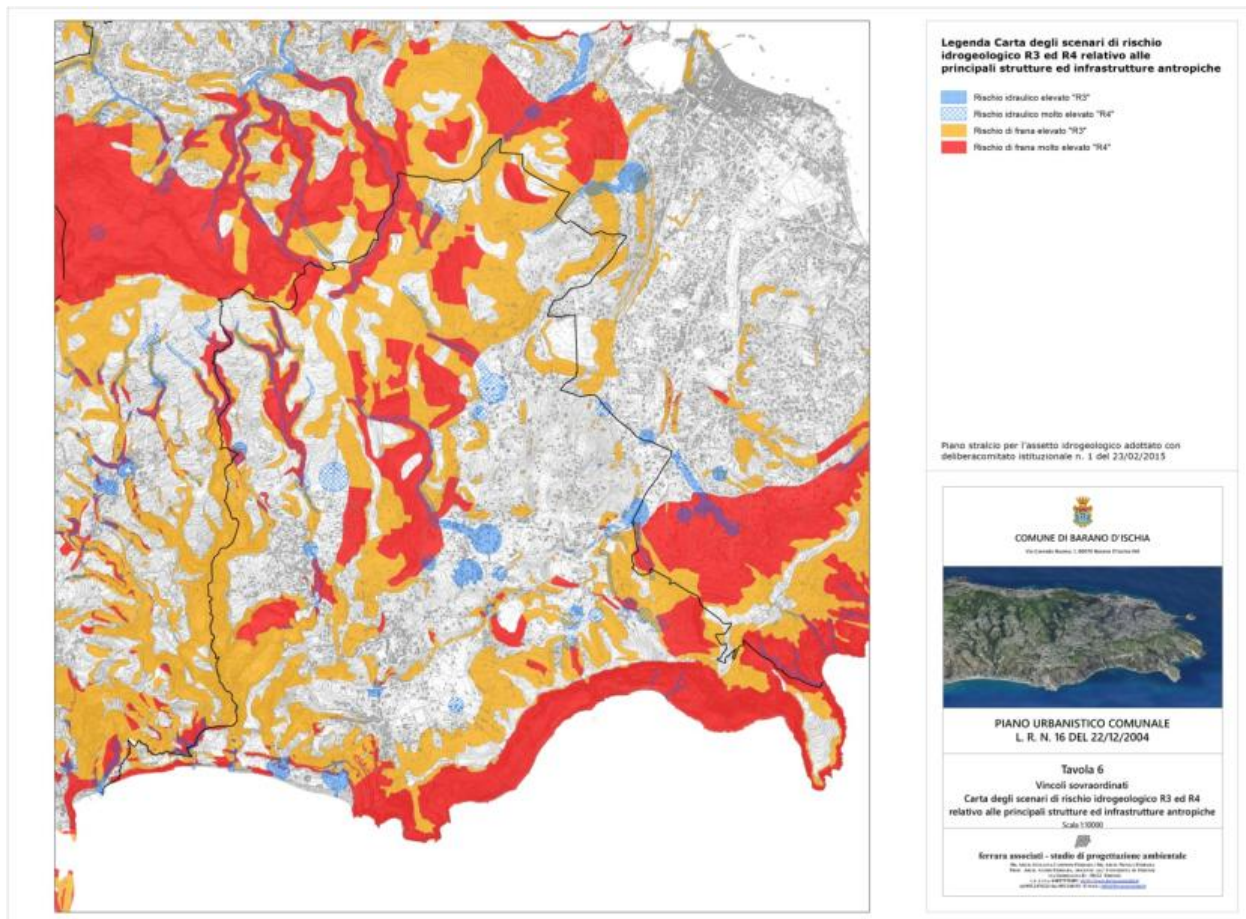 Legenda Carta degli scenari di rischio
idrogeologico R3 ed R4 relativo alle
principali strutture ed infrastrutture antropiche
Rischio idraulico elevato "R3"
Rischio idraulico molto elevato "R4"
Rischio di frana elevato "R3"
Rischio di frana molto elevato "R4"
Piano stralcio per l'assetto idrogeologico adottato con
deliberacomitato istituzionale n. 1 del 23/02/2015
COMUNE DI BARANO D'ISCHIA
PIANO URBANISTICO COMUNALE
L. R. N. 16 DEL 22/12/2004
Tavola 6
Vincoli sovraordinati
Carta degli scenari di rischio idrogeologico R3 ed R4
relativo alle principali strutture ed infrastrutture antropiche
Scala 1:10000
ferrara associati - studio di progettazione ambientale